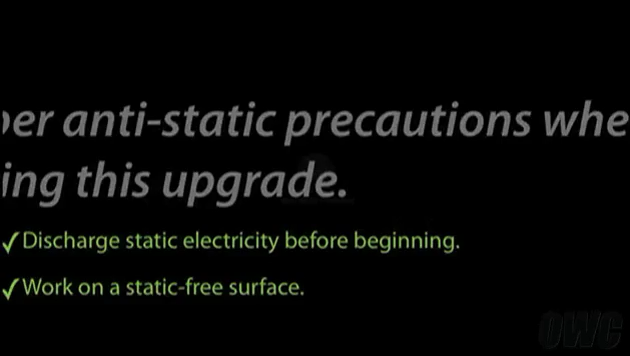 per anti-static precautions whe
ing this upgrade.
✓Discharge static electricity before beginning.
✓Work on a static-free surface.
OWC